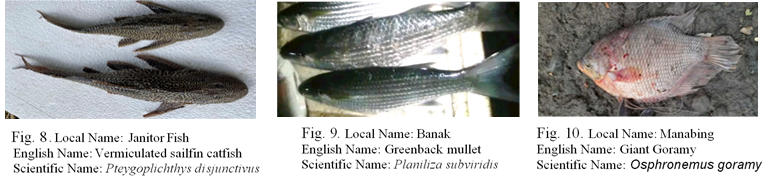 Fig. 8. Local Name: Janitor Fish
English Name: Vermiculated sailfin catfish
Scientific Name: Pteygoplichthys disjunctivus
Fig. 9. Local Name: Banak
English Name: Greenback mullet
Scientific Name: Planiliza subviridis
Fig. 10. Local Name: Manabing
English Name: Giant Goramy
Scientific Name: Osphronemus goramy